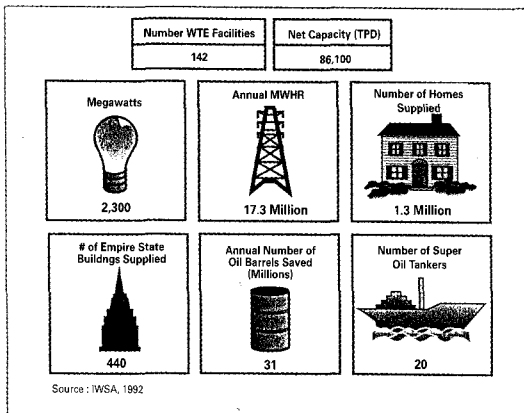 Number WTE Facilities
142
Net Capacity (TPD)
86,100
Megawatts
2,300
Annual MWHR
17.3 Million
Number of Homes
Supplied
1.3 Million
# of Empire State
Buildngs Supplied
440
Annual Number of
Oil Barrels Saved
(Millions)
31
Number of Super
Oil Tankers
20
Source : IWSA, 1992